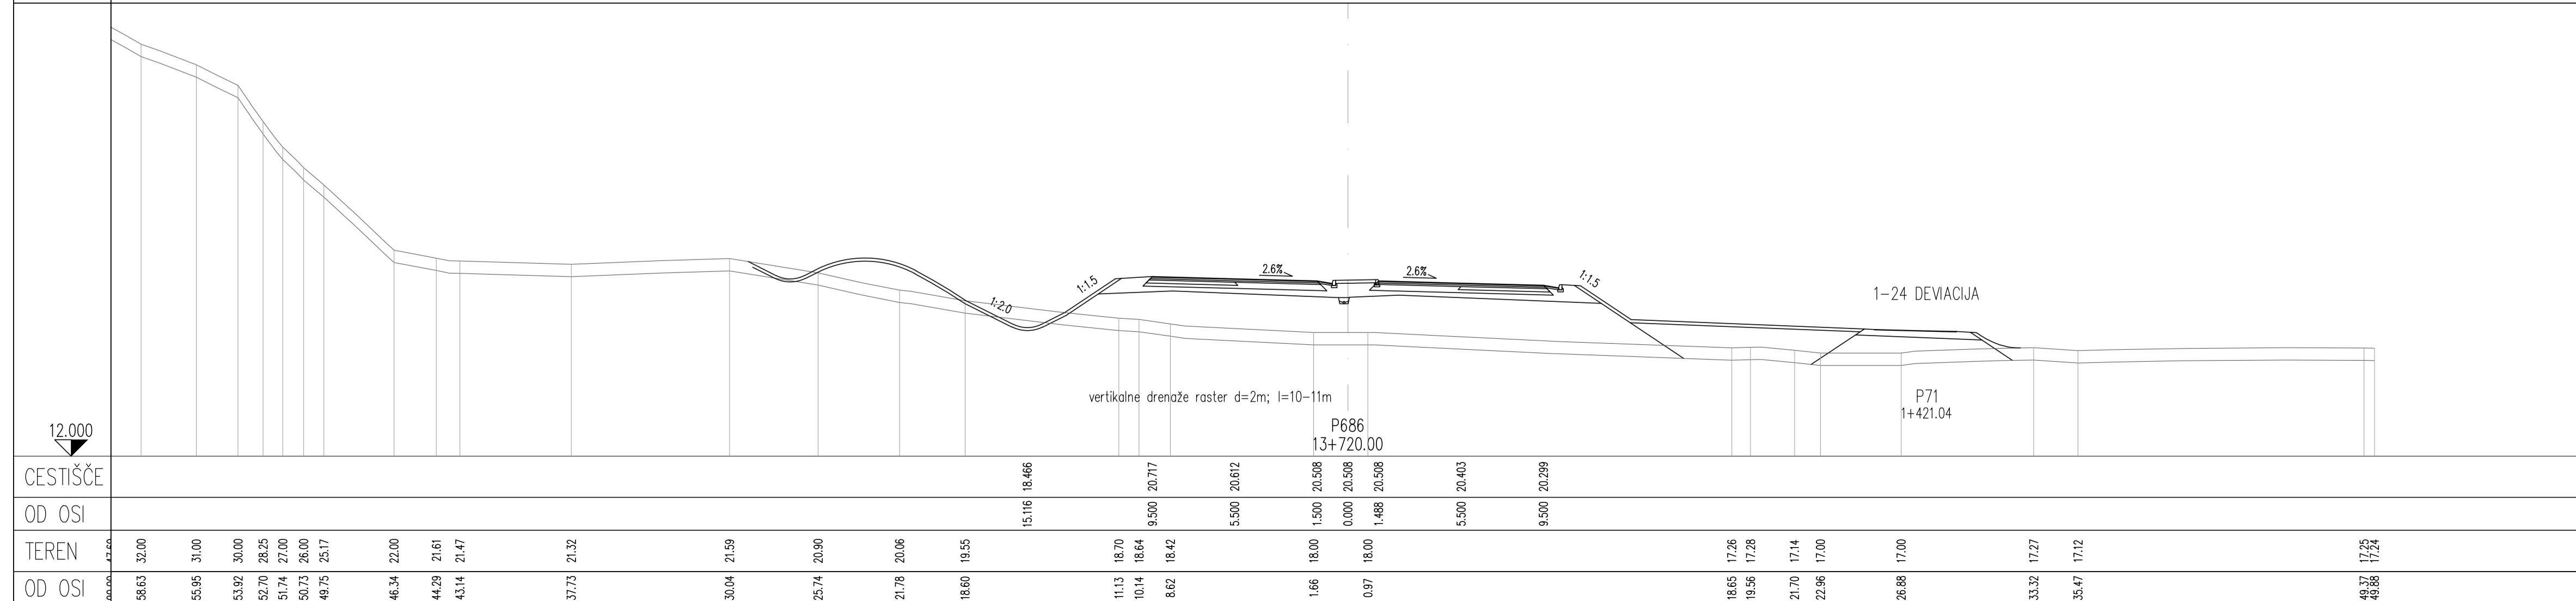 2.6%
2.6%
1:1.5
1:1.5
1:2.0
1-24 DEVIACIJA
vertikalne drenaže raster d=2m; l=10-11m
P71
1+421.04
P686
13+720.00
12.000
CESTIŠČE 18.466 20.717 20.612 20.508 20.508 20.508 20.403 20.299
OD OSI 15.116 9.500 5.500 1.500 0.000 1.488 5.500 9.500
TEREN 32.00 31.00 30.00 28.25 27.00 26.00 25.17 22.00 21.61 21.47 21.32 21.59 20.90 20.06 19.55 18.70 18.64 18.42 18.00 18.00 17.26 17.28 17.14 17.00 17.00 17.27 17.12 17.25 17.24
OD OSI 58.63 55.95 53.92 52.70 51.74 50.73 49.75 46.34 44.29 43.14 37.73 30.04 25.74 21.78 18.60 11.13 10.14 8.62 1.66 0.97 18.65 19.56 21.70 22.96 26.88 33.32 35.47 49.37 49.88